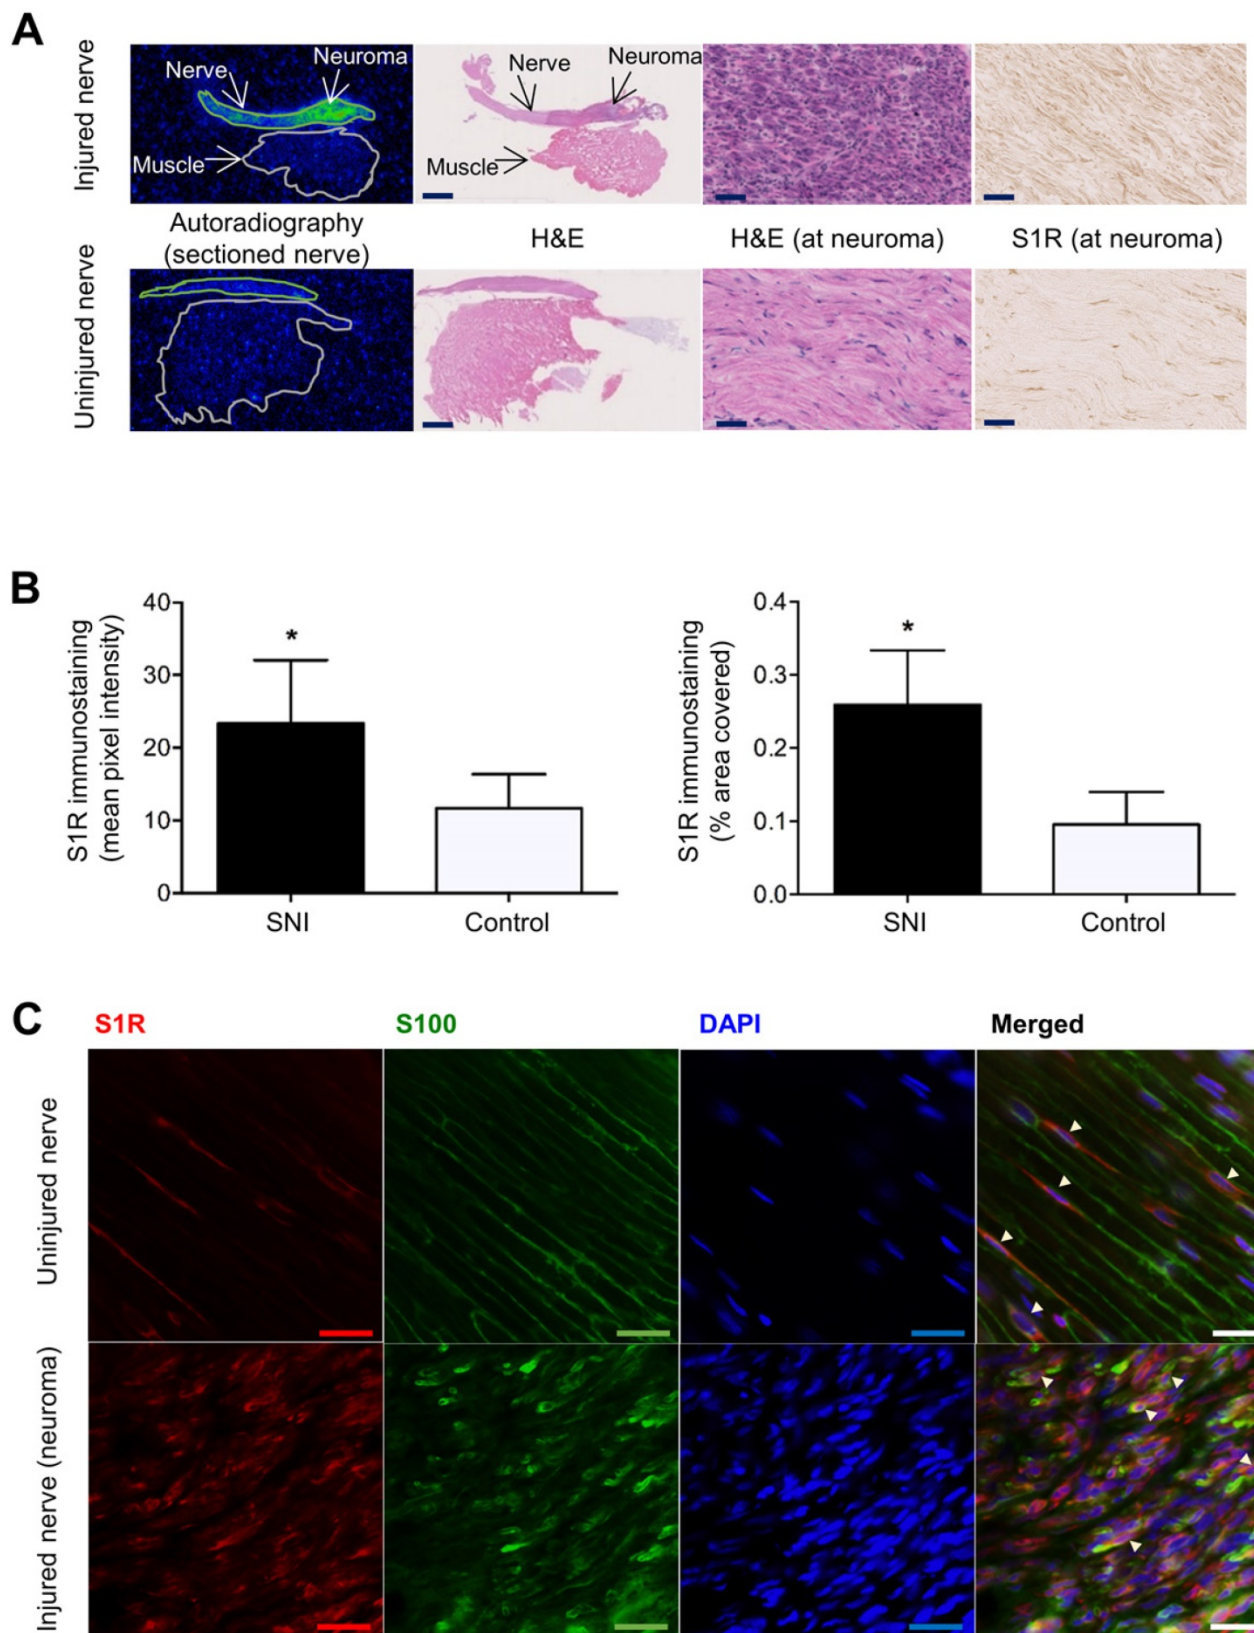 A
Injured nerve
Nerve
Neuroma
Muscle
Nerve
Neuroma
Muscle
Autoradiography
(sectioned nerve)
H&E
H&E (at neuroma)
S1R (at neuroma)
Uninjured nerve
B
S1R immunostaining
(mean pixel intensity)
40
30
20
10
0
*
SNI
Control
S1R immunostaining
(% area covered)
0.4
0.3
0.2
0.1
0.0
*
SNI
Control
C
S1R
S100
DAPI
Merged
Uninjured nerve
Injured nerve (neuroma)